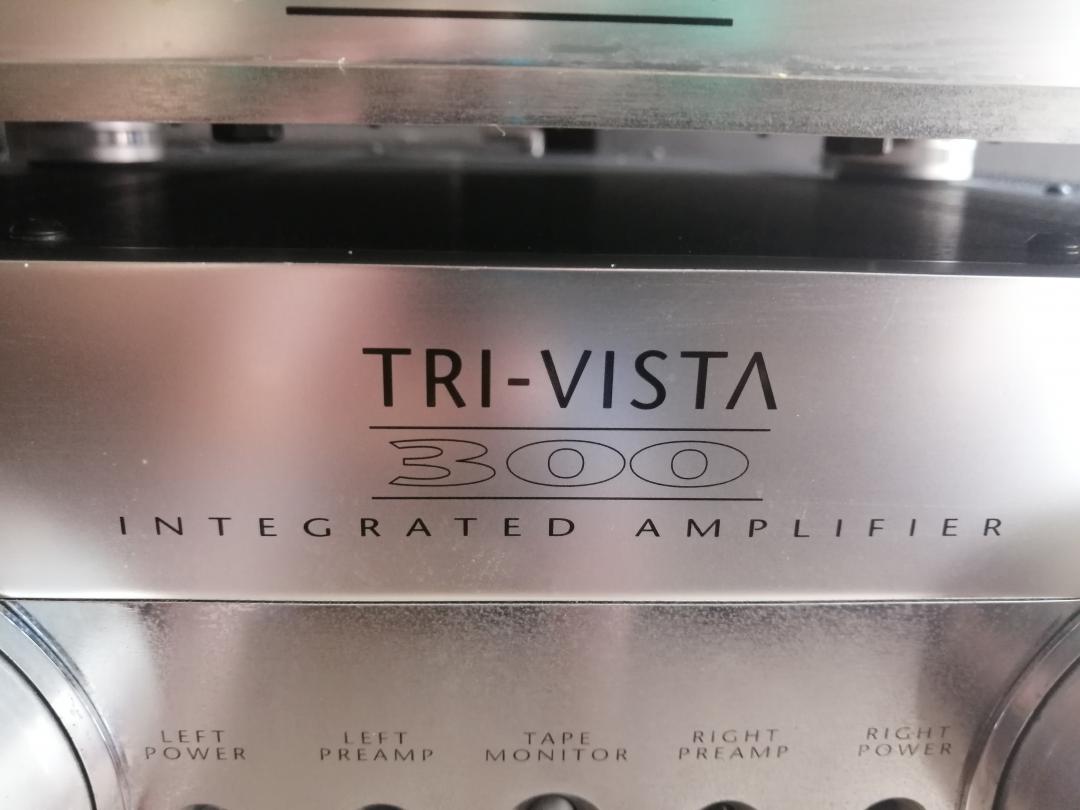 TRI-VISTA
300
INTEGRATED AMPLIFIER
LEFT POWER
LEFT PREAMP
TAPE MONITOR
RIGHT PREAMP
RIGHT POWER